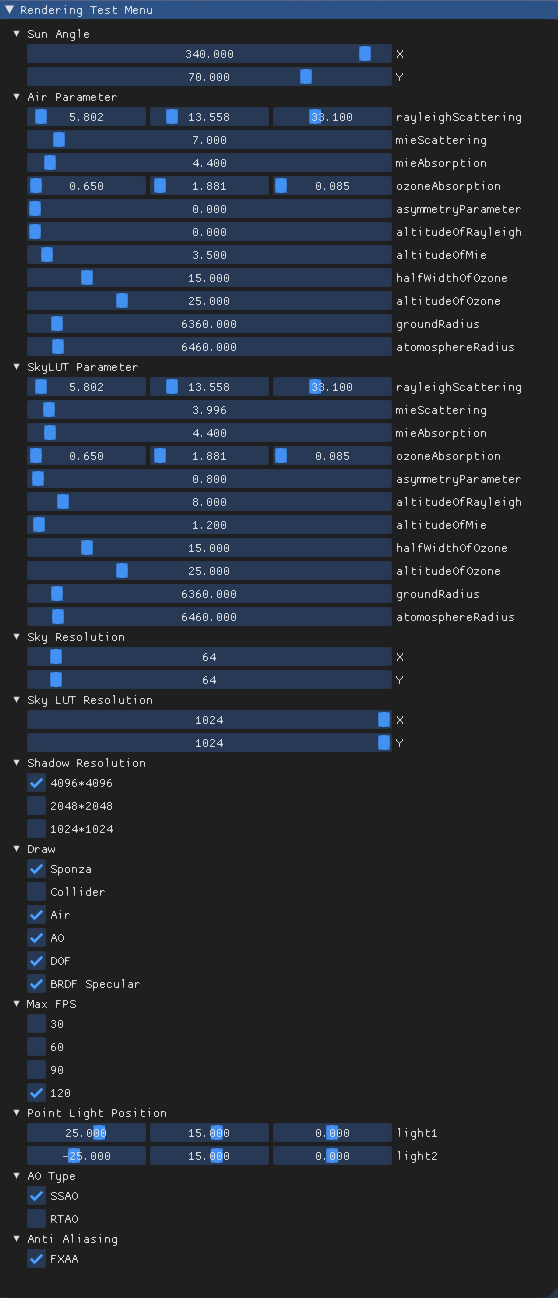 Rendering Test Menu
Sun Angle
340.000 X
70.000 Y
Air Parameter
5.802 13.558 33.100 rayleighScattering
7.000 mieScattering
4.400 mieAbsorption
0.650 1.881 0.085 ozoneAbsorption
0.000 asymmetryParameter
0.000 altitudeOfRayleigh
3.500 altitudeOfMie
15.000 halfWidthOfOzone
25.000 altitudeOfOzone
6360.000 groundRadius
6460.000 atomosphereRadius
SkyLUT Parameter
5.802 13.558 33.100 rayleighScattering
3.996 mieScattering
4.400 mieAbsorption
0.650 1.881 0.085 ozoneAbsorption
0.800 asymmetryParameter
8.000 altitudeOfRayleigh
1.200 altitudeOfMie
15.000 halfWidthOfOzone
25.000 altitudeOfOzone
6360.000 groundRadius
6460.000 atomosphereRadius
Sky Resolution
64 X
64 Y
Sky LUT Resolution
1024 X
1024 Y
Shadow Resolution
4096*4096
2048*2048
1024*1024
Draw
Sponza
Collider
Air
AO
DOF
BRDF Specular
Max FPS
30
60
90
120
Point Light Position
25.000 15.000 0.000 light1
-25.000 15.000 0.000 light2
AO Type
SSAO
RTAO
Anti Aliasing
FXAA